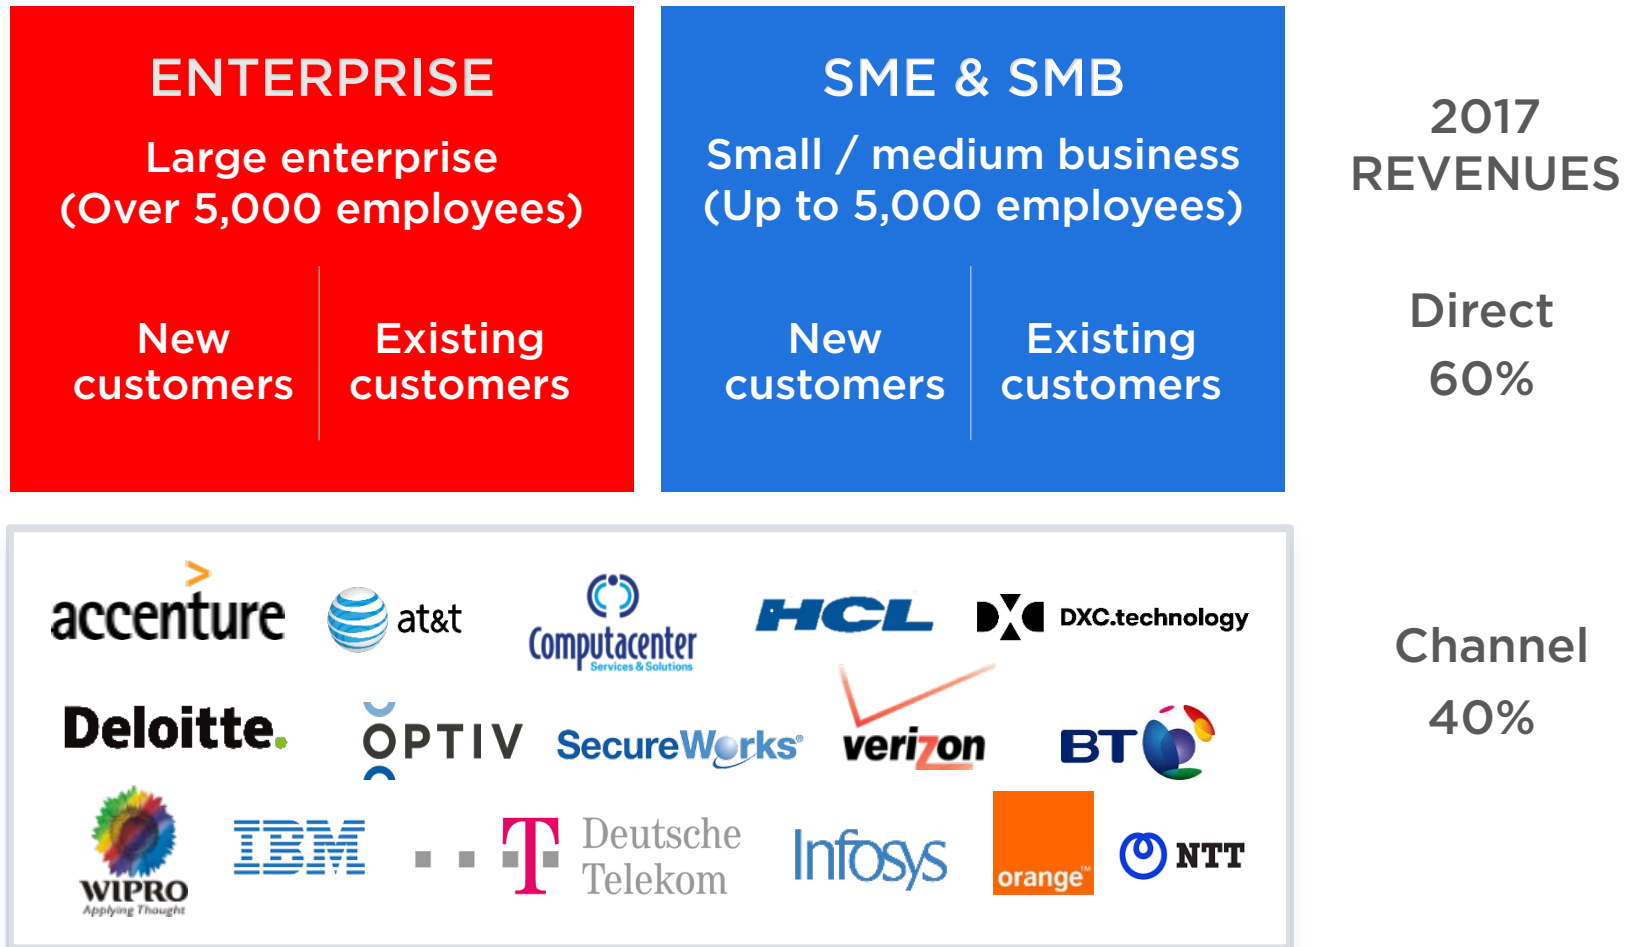 ENTERPRISE
Large enterprise
(Over 5,000 employees)
New
customers
Existing
customers
SME & SMB
Small / medium business
(Up to 5,000 employees)
New
customers
Existing
customers
2017
REVENUES
Direct
60%
accenture
at&t
Computacenter
Services & Solutions
HCL
DXC.technology
Deloitte.
OPTIV
SecureWorks®
verizon
BT
WIPRO
Applying Thought
IBM
T
Deutsche
Telekom
Infosys
orange™
NTT
Channel
40%